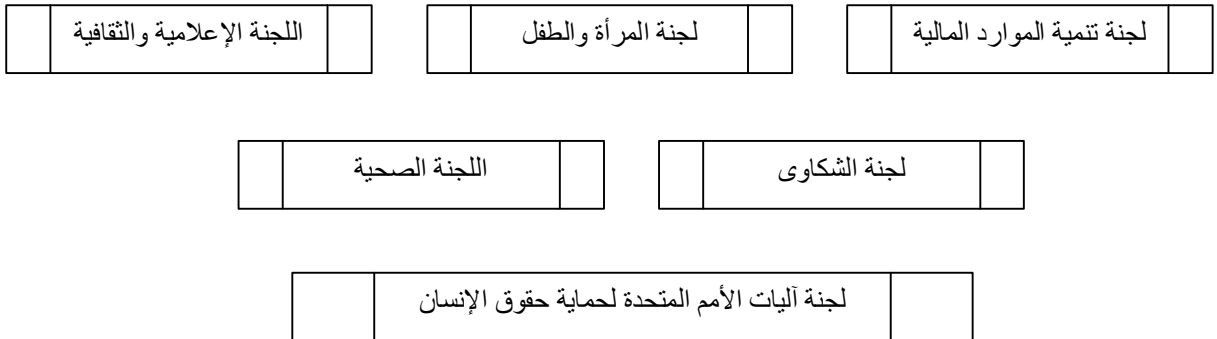 لجنة تنمية الموارد المالية
لجنة المرأة والطفل
اللجنة الإعلامية والثقافية
لجنة الشكاوى
اللجنة الصحية
لجنة آليات الأمم المتحدة لحماية حقوق الإنسان